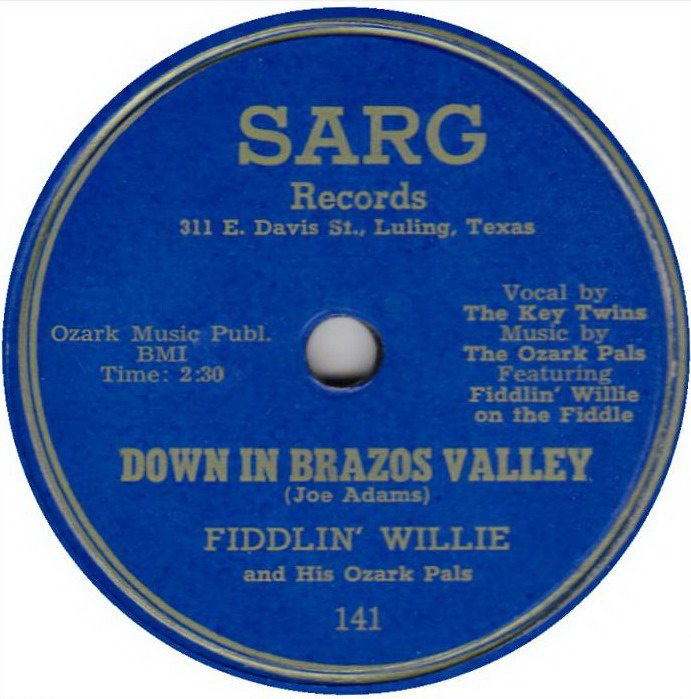 SARG
Records
311 E. Davis St., Luling, Texas
Ozark Music Publ.
BMI
Time: 2:30
Vocal by
The Key Twins
Music by
The Ozark Pals
Featuring
Fiddlin' Willie
on the Fiddle
DOWN IN BRAZOS VALLEY
(Joe Adams)
FIDDLIN' WILLIE
and His Ozark Pals
141